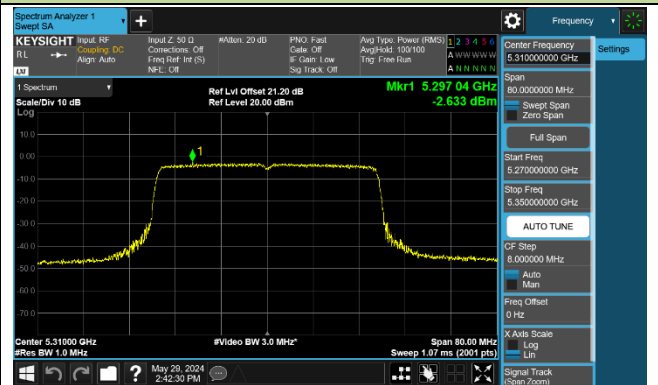 Spectrum Analyzer 1
Swept SA
Frequency
KEYSIGHT
RL
LXI
Input: RF
Coupling: DC
Align: Auto
Input Z: 50 Ω
Corrections: Off
Freq Ref: Int (S)
NFE: Off
#Atten: 20 dB
PNO: Fast
Gate: Off
IF Gain: Low
Sig Track: Off
Avg Type: Power (RMS)
Avg|Hold: 100/100
Trig: Free Run
1 2 3 4 5 6
A W W W W W
A N N N N N
1 Spectrum
Scale/Div 10 dB
Log
Ref Lvl Offset 21.20 dB
Ref Level 20.00 dBm
Mkr1 5.297 04 GHz
-2.633 dBm
10.0
0.00
-10.0
-20.0
-30.0
-40.0
-50.0
-60.0
-70.0
1
Center 5.31000 GHz
#Res BW 1.0 MHz
#Video BW 3.0 MHz*
Span 80.00 MHz
Sweep 1.07 ms (2001 pts)
May 29, 2024
2:42:30 PM
Center Frequency
5.310000000 GHz
Settings
Span
80.0000000 MHz
Swept Span
Zero Span
Full Span
Start Freq
5.270000000 GHz
Stop Freq
5.350000000 GHz
AUTO TUNE
CF Step
8.000000 MHz
Auto
Man
Freq Offset
0 Hz
X Axis Scale
Log
Lin
Signal Track
(Span Zoom)